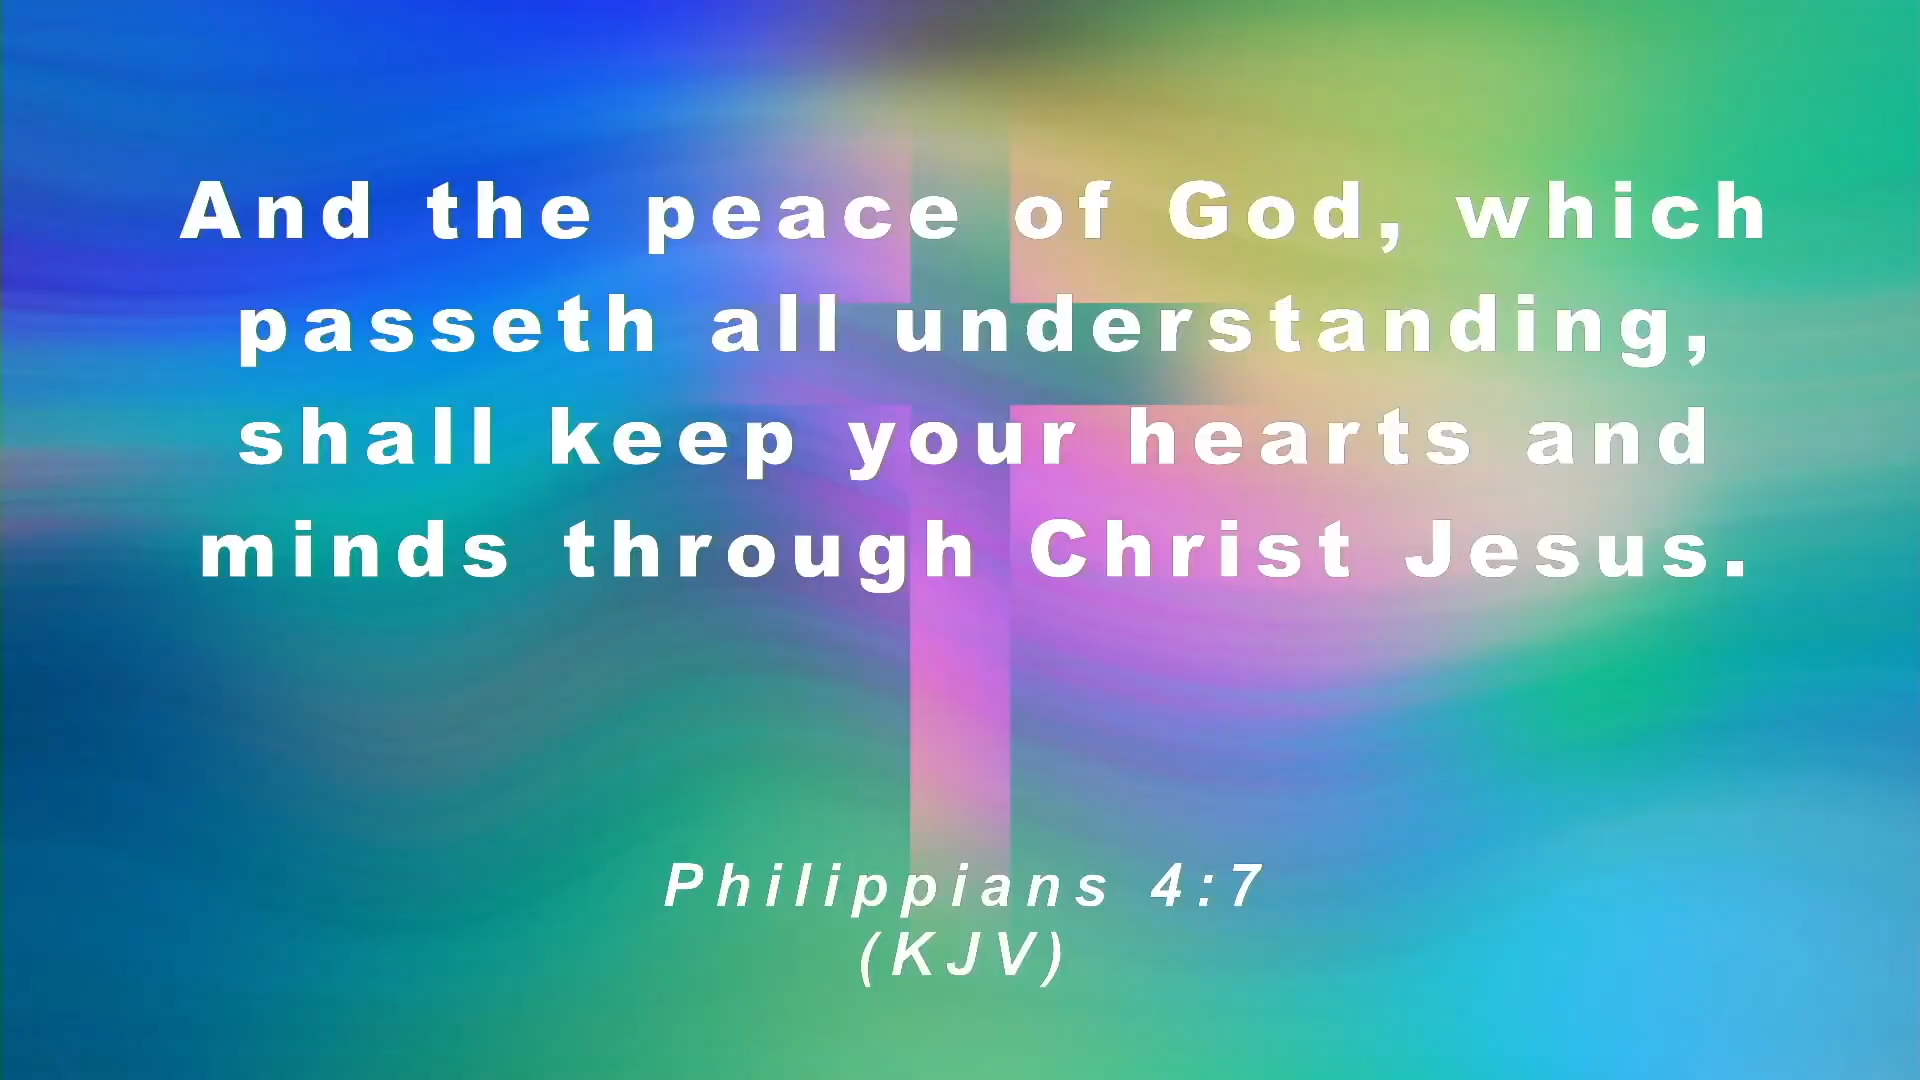 And the peace of God, which
passeth all understanding,
shall keep your hearts and
minds through Christ Jesus.
Philippians 4:7
(KJV)